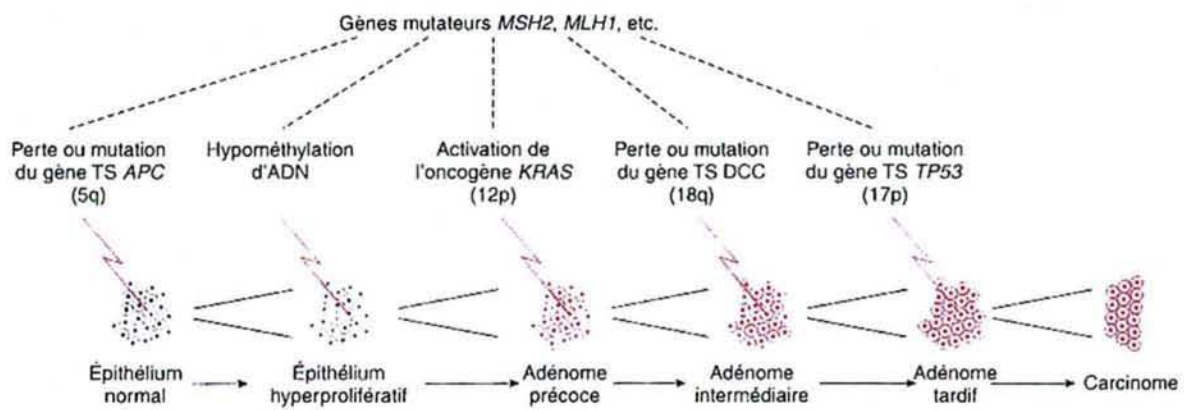 Gènes mutateurs MSH2, MLH1, etc.
Perte ou mutation
du gène TS APC
(5q)
Hypométhylation
d'ADN
Activation de
l'oncogène KRAS
(12p)
Perte ou mutation
du gène TS DCC
(18q)
Perte ou mutation
du gène TS TP53
(17p)
Épithélium
normal
Épithélium
hyperprolifératif
Adénome
précoce
Adénome
intermédiaire
Adénome
tardif
Carcinome